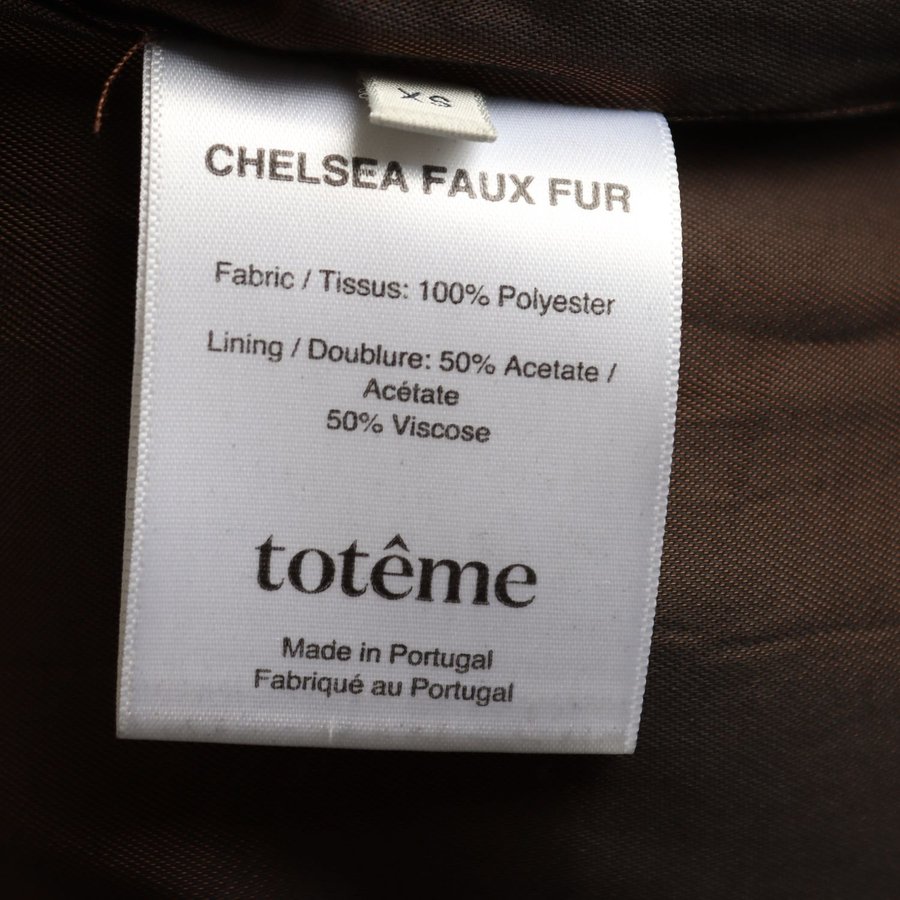 XS
CHELSEA FAUX FUR
Fabric / Tissus: 100% Polyester
Lining / Doublure: 50% Acetate /
Acétate
50% Viscose
totême
Made in Portugal
Fabriqué au Portugal